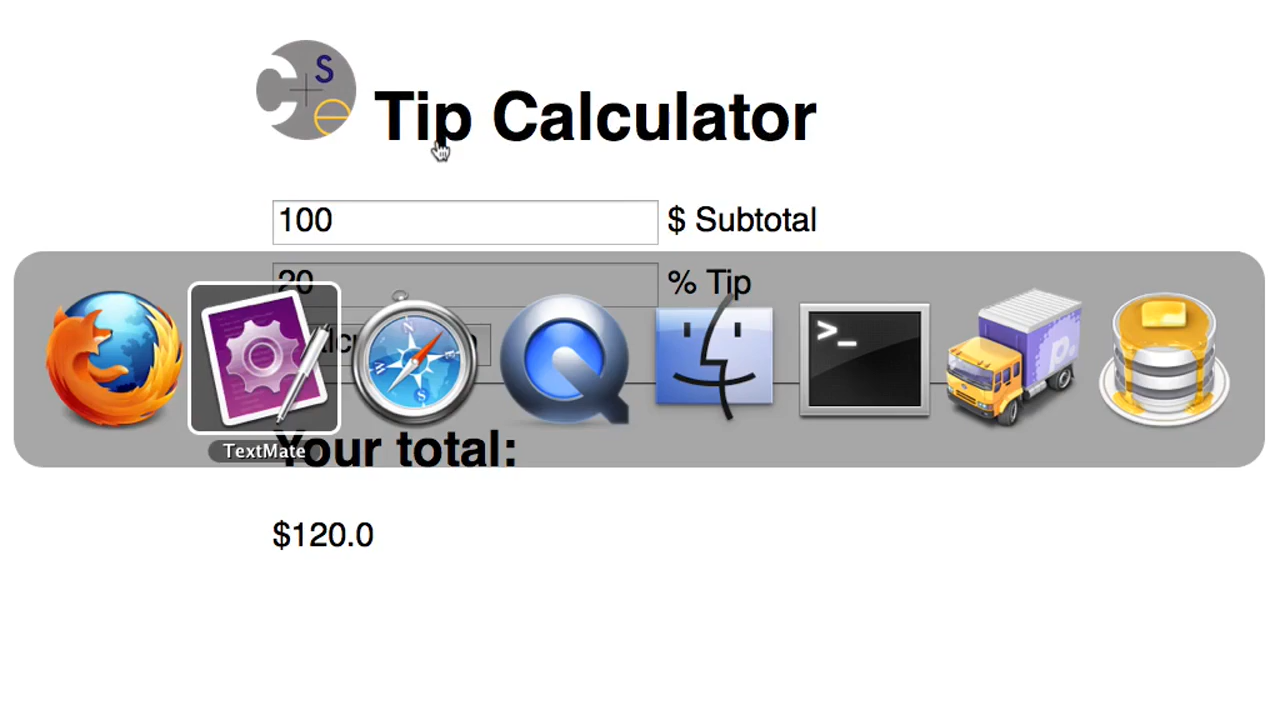 C S e
Tip Calculator
100 $ Subtotal
20 % Tip
>_
p.
TextMate
Your total:
$120.0